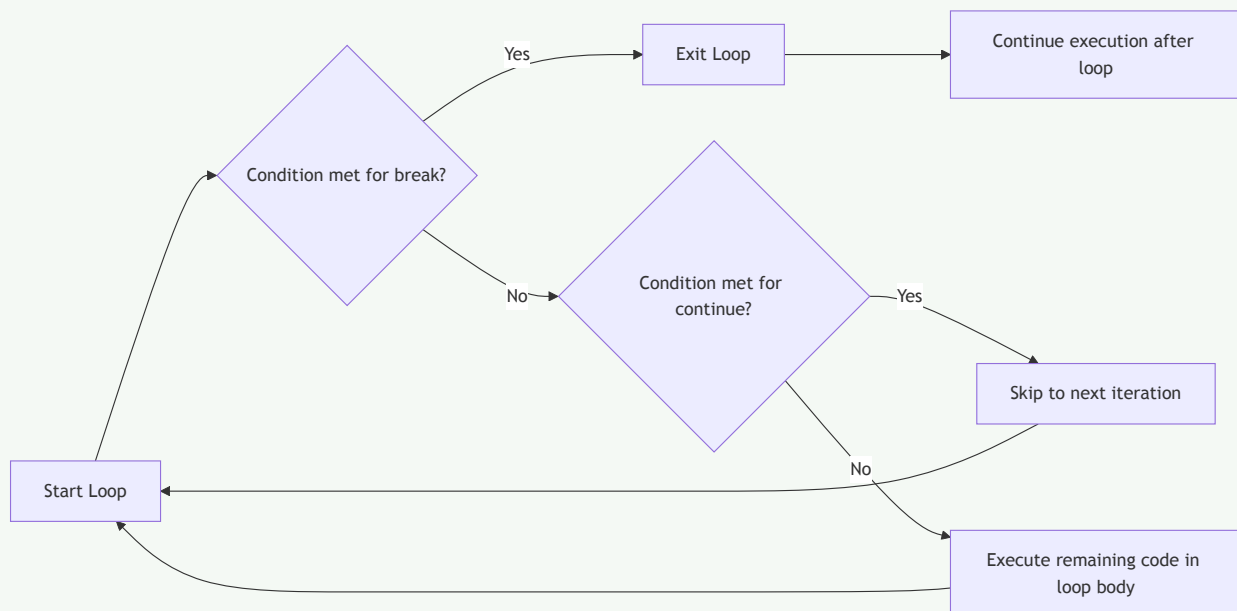 Yes
Exit Loop
Continue execution after
loop
Condition met for break?
No
Condition met for
continue?
Yes
Skip to next iteration
No
Start Loop
Execute remaining code in
loop body